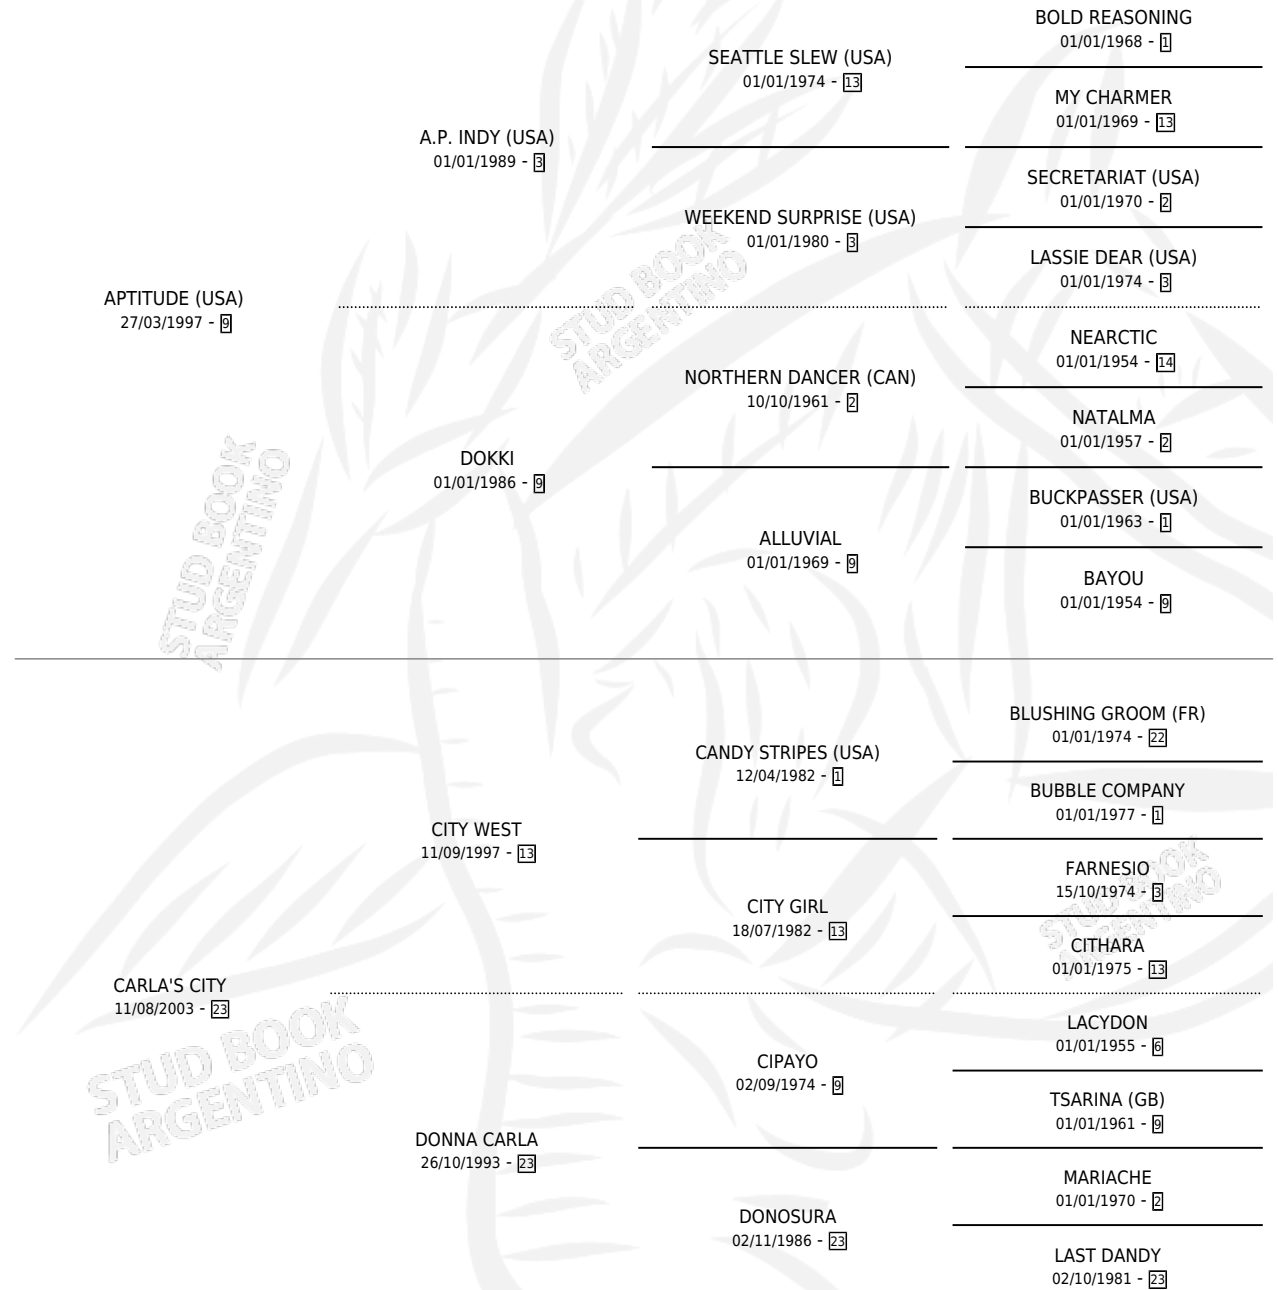 BOLD REASONING
01/01/1968 - 1
SEATTLE SLEW (USA)
01/01/1974 - 13
MY CHARMER
01/01/1969 - 13
A.P. INDY (USA)
01/01/1989 - 3
SECRETARIAT (USA)
01/01/1970 - 2
WEEKEND SURPRISE (USA)
01/01/1980 - 3
LASSIE DEAR (USA)
01/01/1974 - 3
APTITUDE (USA)
27/03/1997 - 9
STUD BOOK
ARGENTINO
NEARCTIC
01/01/1954 - 14
NORTHERN DANCER (CAN)
10/10/1961 - 2
NATALMA
01/01/1957 - 2
DOKKI
01/01/1986 - 9
BUCKPASSER (USA)
01/01/1963 - 1
ALLUVIAL
01/01/1969 - 9
BAYOU
01/01/1954 - 9
STUD BOOK
ARGENTINO
BLUSHING GROOM (FR)
01/01/1974 - 22
CANDY STRIPES (USA)
12/04/1982 - 1
BUBBLE COMPANY
01/01/1977 - 1
CITY WEST
11/09/1997 - 13
FARNESIO
15/10/1974 - 3
CITY GIRL
18/07/1982 - 13
STUD BOOK
ARGENTINO
CITHARA
01/01/1975 - 13
CARLA'S CITY
11/08/2003 - 23
LACYDON
01/01/1955 - 6
CIPAYO
02/09/1974 - 9
STUD BOOK
ARGENTINO
TSARINA (GB)
01/01/1961 - 9
DONNA CARLA
26/10/1993 - 23
MARIACHE
01/01/1970 - 2
DONOSURA
02/11/1986 - 23
LAST DANDY
02/10/1981 - 23